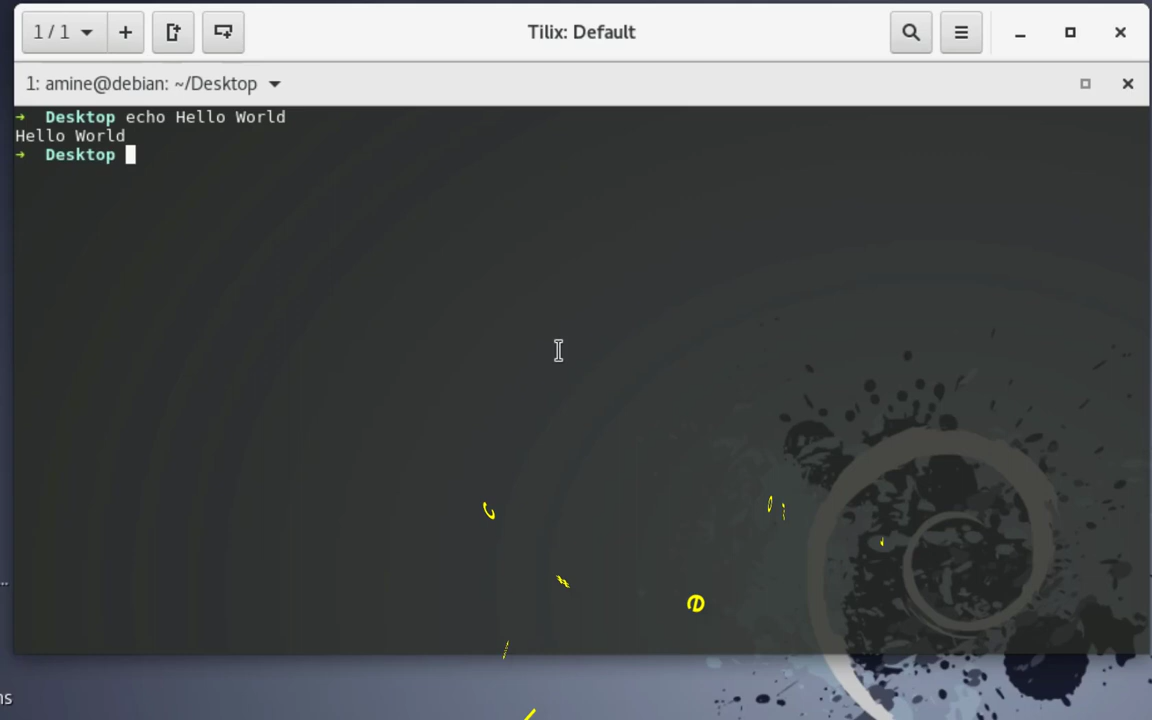 1 / 1
Tilix: Default
1: amine@debian: ~/Desktop
➜ Desktop echo Hello World
Hello World
➜ Desktop